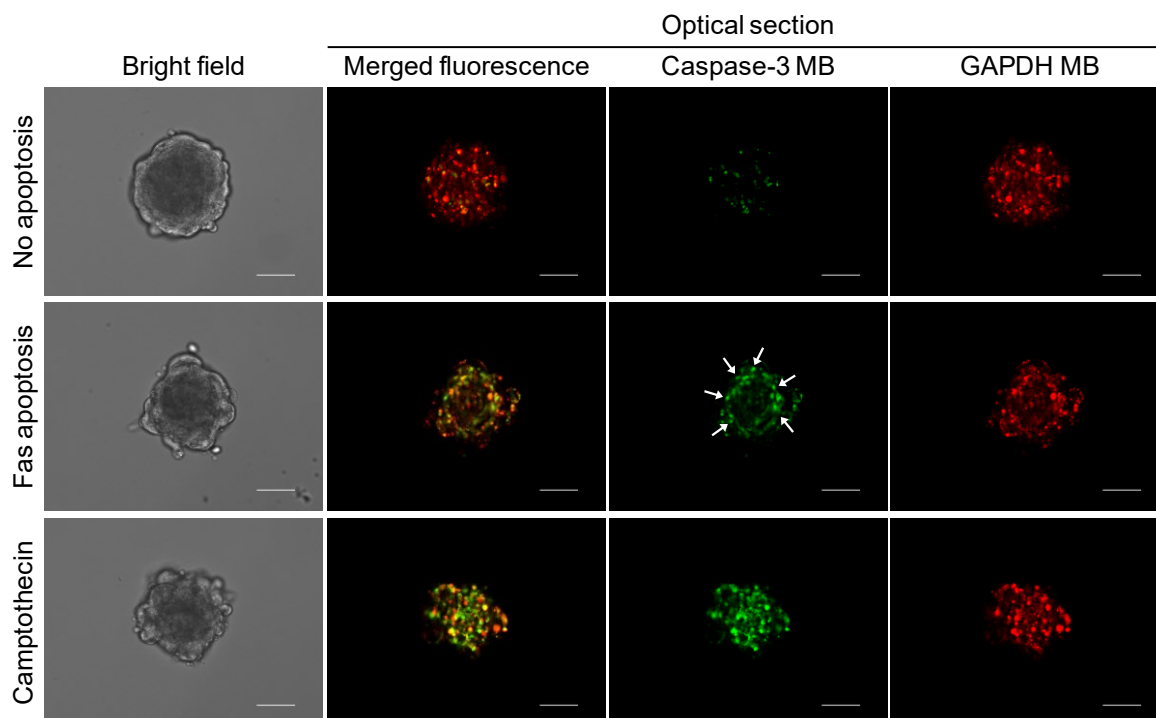 Optical section
Bright field
Merged fluorescence
Caspase-3 MB
GAPDH MB
No apoptosis
Fas apoptosis
Camptothecin